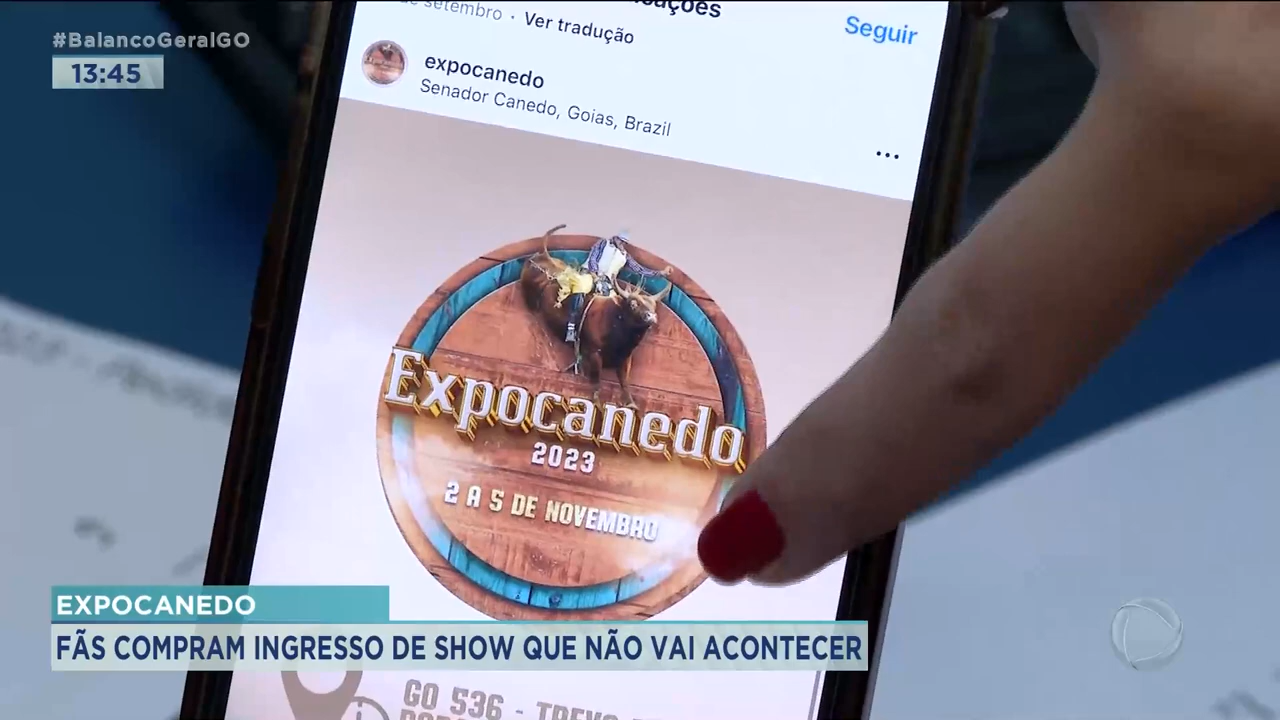 #BalancoGeralGO
13:45
setembro · Ver tradução
Seguir
expocanedo
Senador Canedo, Goias, Brazil
Expocanedo
2023
2 A 5 DE NOVEMBRO
EXPOCANEDO
FÃS COMPRAM INGRESSO DE SHOW QUE NÃO VAI ACONTECER
GO 536 -